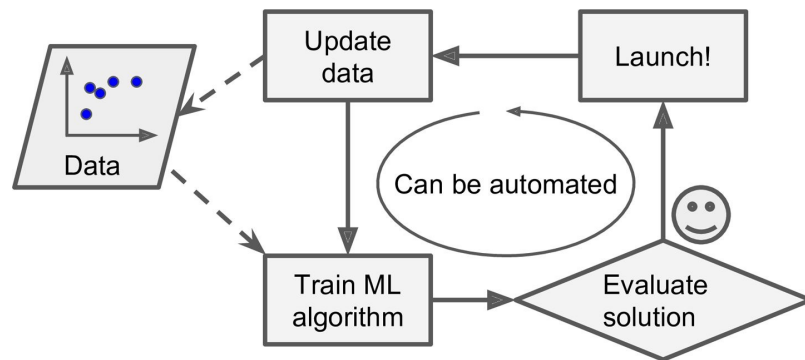 Update
data
Launch!
Data
Can be automated
Train ML
algorithm
Evaluate
solution